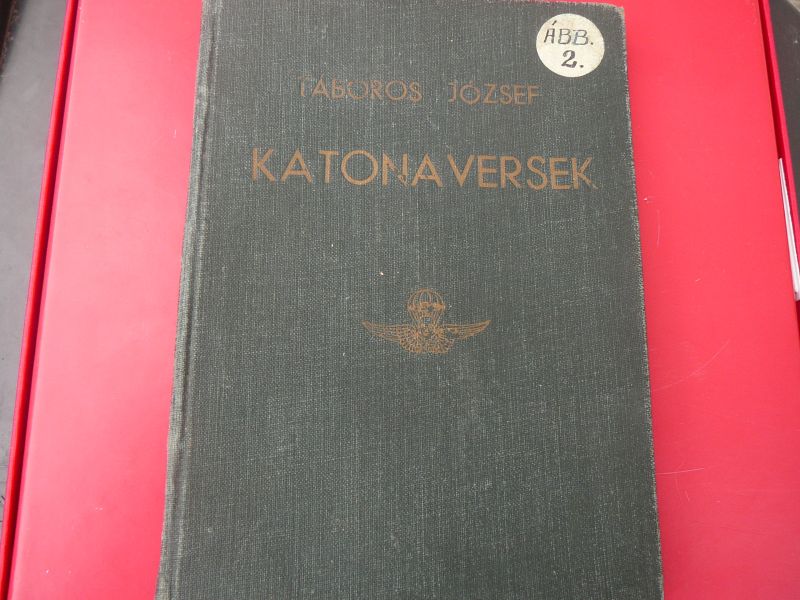 ÁBB.
2.
TÁBOROS JÓZSEF
KATONAVERSEK